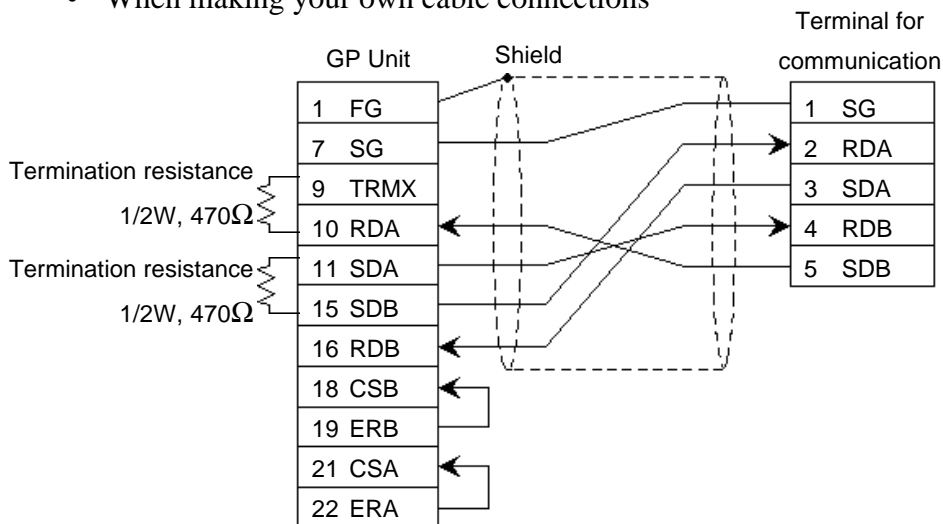 • When making your own cable connections
Terminal for
communication
GP Unit
Shield
1 FG
7 SG
9 TRMX
10 RDA
11 SDA
15 SDB
16 RDB
18 CSB
19 ERB
21 CSA
22 ERA
Termination resistance
1/2W, 470Ω
Termination resistance
1/2W, 470Ω
1 SG
2 RDA
3 SDA
4 RDB
5 SDB